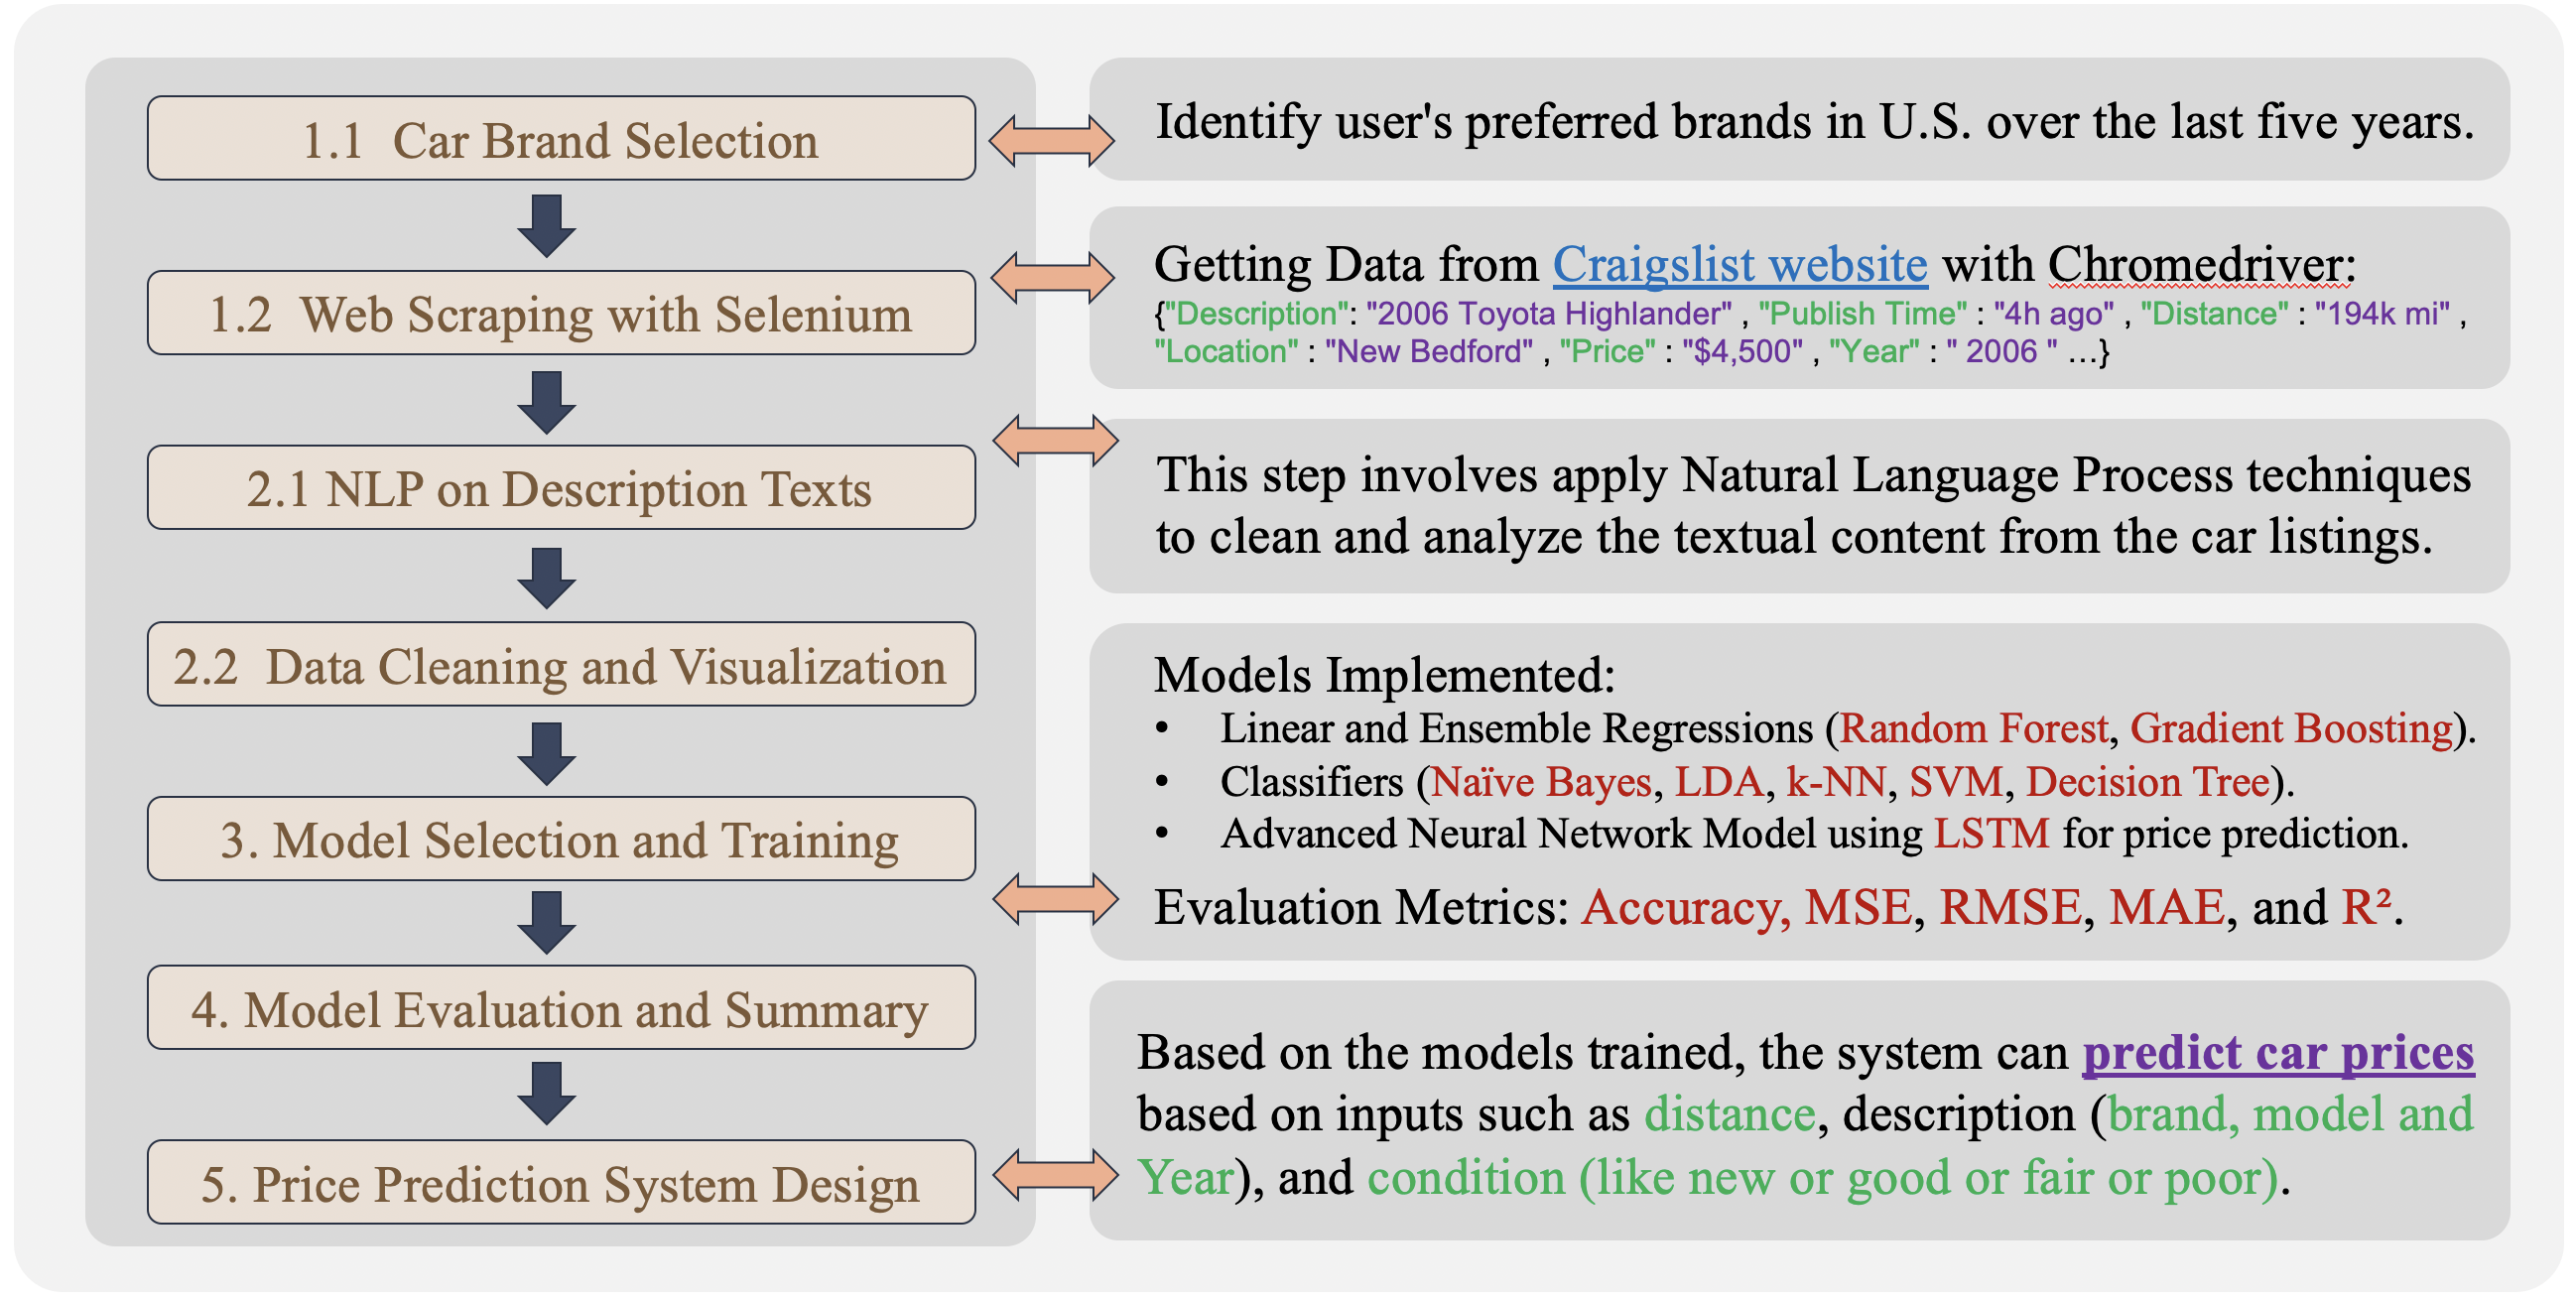 1.1  Car Brand Selection
Identify user's preferred brands in U.S. over the last five years.
1.2  Web Scraping with Selenium
Getting Data from Craigslist website with Chromedriver:
{"Description": "2006 Toyota Highlander" , "Publish Time" : "4h ago" , "Distance" : "194k mi" ,
"Location" : "New Bedford" , "Price" : "$4,500" , "Year" : " 2006 " ...}
2.1 NLP on Description Texts
This step involves apply Natural Language Process techniques
to clean and analyze the textual content from the car listings.
2.2  Data Cleaning and Visualization
3. Model Selection and Training
4. Model Evaluation and Summary
Models Implemented:
• Linear and Ensemble Regressions (Random Forest, Gradient Boosting).
• Classifiers (Naïve Bayes, LDA, k-NN, SVM, Decision Tree).
• Advanced Neural Network Model using LSTM for price prediction.
Evaluation Metrics: Accuracy, MSE, RMSE, MAE, and R².
5. Price Prediction System Design
Based on the models trained, the system can predict car prices
based on inputs such as distance, description (brand, model and
Year), and condition (like new or good or fair or poor).